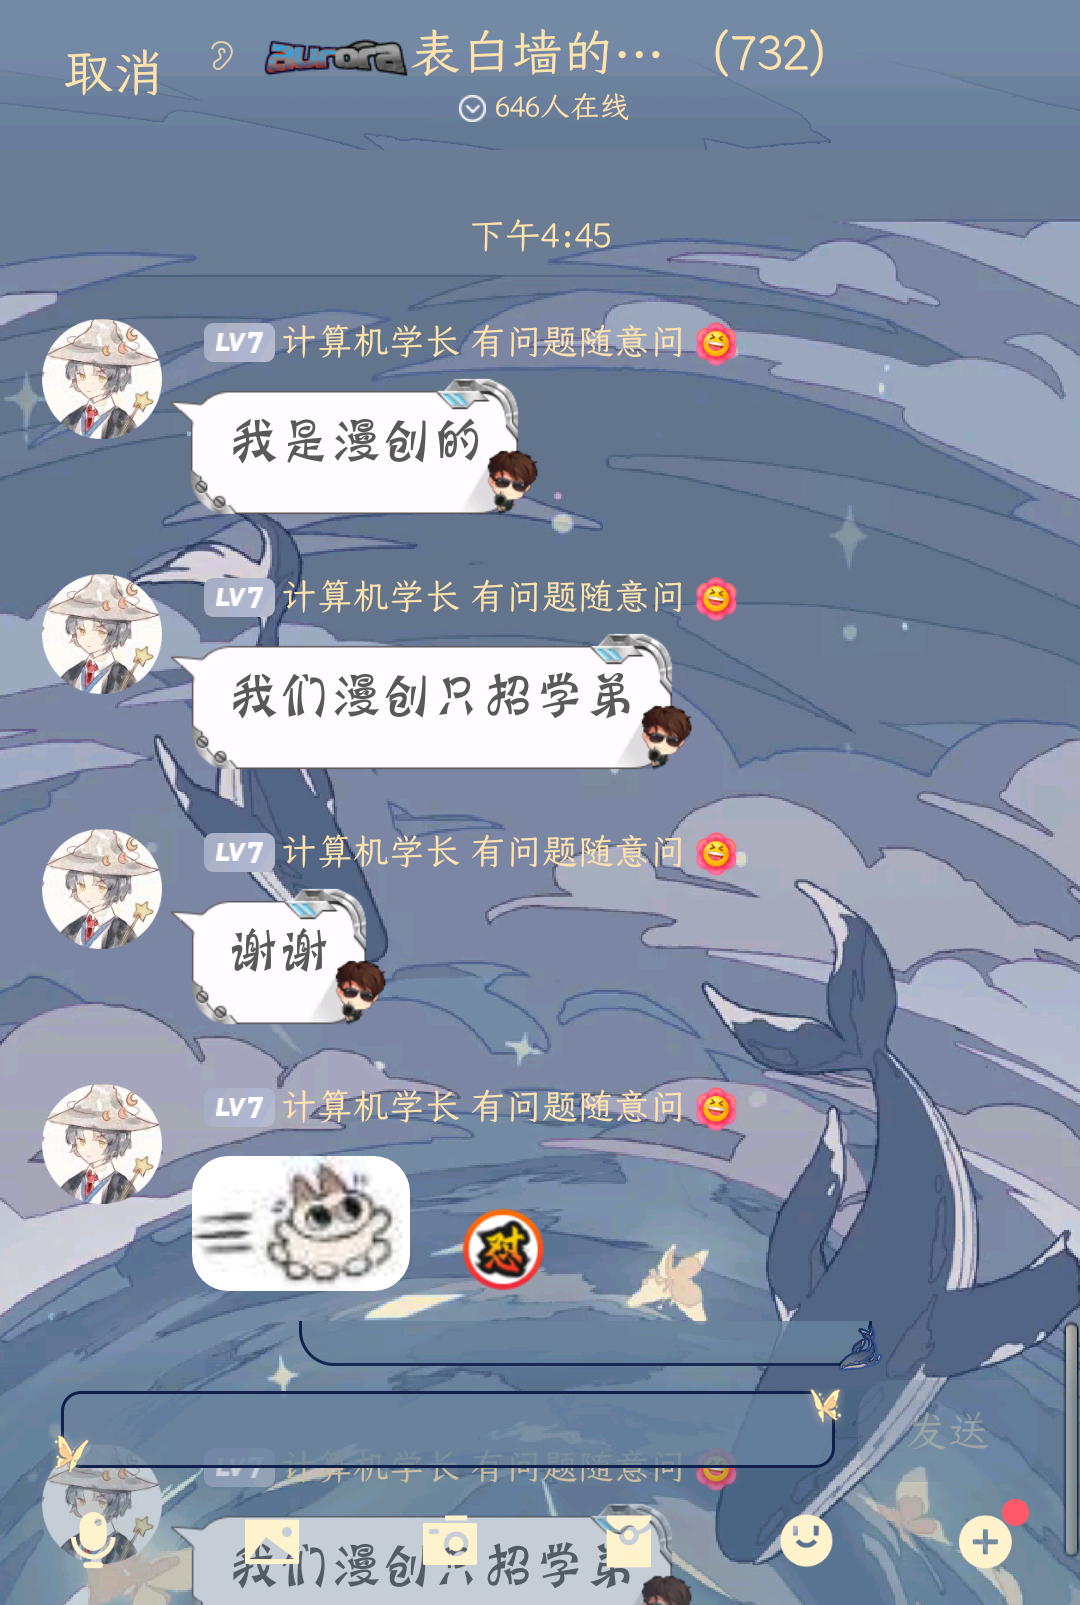 取消
aurora表白墙的… (732)
646人在线
下午4:45
LV7 计算机学长 有问题随意问
我是漫创的
LV7 计算机学长 有问题随意问
我们漫创只招学弟
LV7 计算机学长 有问题随意问
谢谢
LV7 计算机学长 有问题随意问
怼
发送
LV7 计算机学长 有问题随意问
我们漫创只招学弟